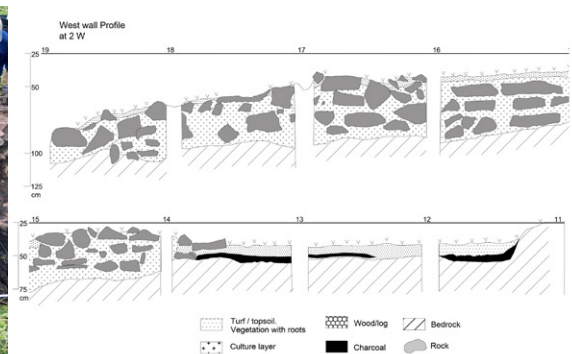 West wall Profile
at 2 W
19 18 17 16
25
50
100
125
cm
15 14 13 12 11
25
50
75
cm
Turf / topsoil.
Vegetation with roots
Wood/log
Bedrock
Culture layer
Charcoal
Rock